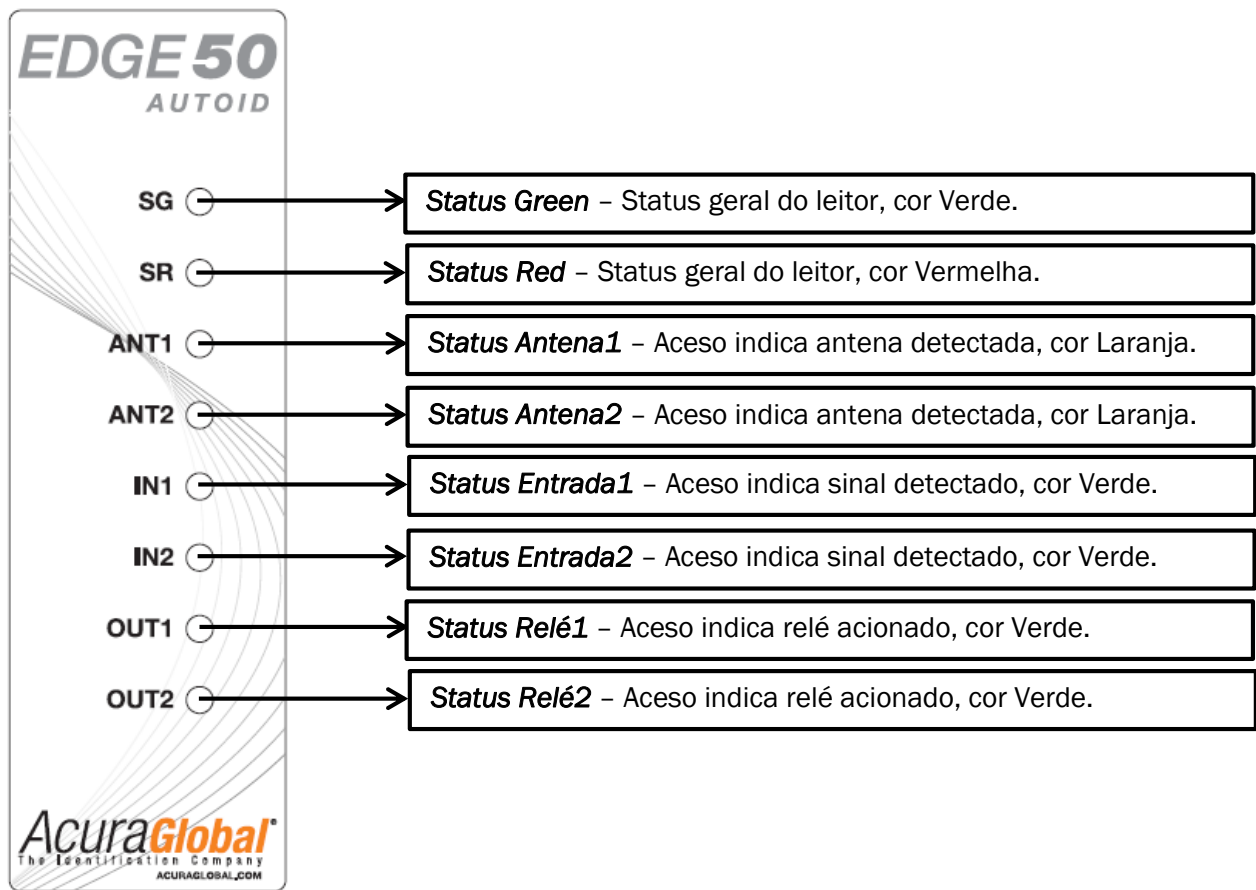 EDGE 50
AUTOID
SG
Status Green – Status geral do leitor, cor Verde.
SR
Status Red – Status geral do leitor, cor Vermelha.
ANT1
Status Antena1 – Aceso indica antena detectada, cor Laranja.
ANT2
Status Antena2 – Aceso indica antena detectada, cor Laranja.
IN1
Status Entrada1 – Aceso indica sinal detectado, cor Verde.
IN2
Status Entrada2 – Aceso indica sinal detectado, cor Verde.
OUT1
Status Relé1 – Aceso indica relé acionado, cor Verde.
OUT2
Status Relé2 – Aceso indica relé acionado, cor Verde.
AcuraGlobal®
The Identification Company
ACURAGLOBAL.COM